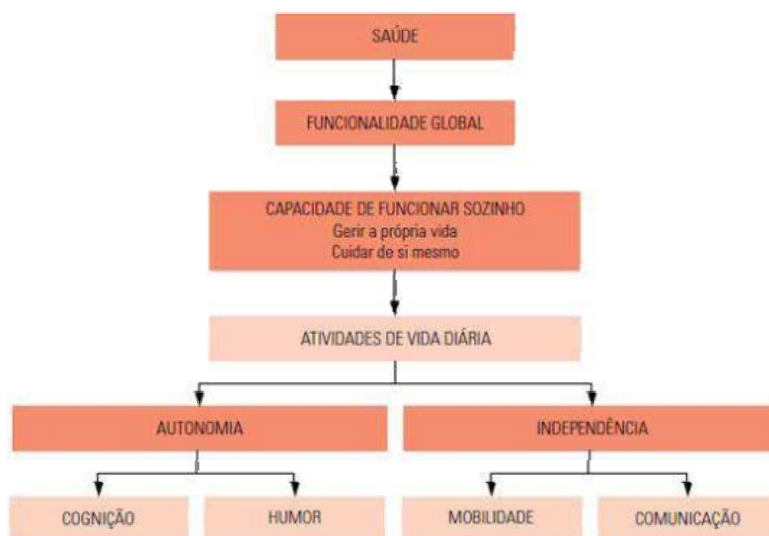 SAÚDE
FUNCIONALIDADE GLOBAL
CAPACIDADE DE FUNCIONAR SOZINHO
Gerir a própria vida
Cuidar de si mesmo
ATIVIDADES DE VIDA DIÁRIA
AUTONOMIA
INDEPENDÊNCIA
COGNIÇÃO
HUMOR
MOBILIDADE
COMUNICAÇÃO